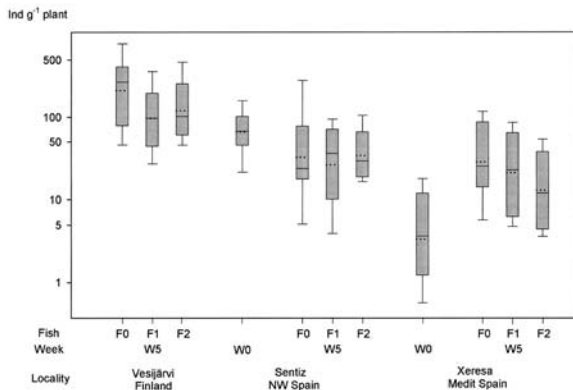 Ind g⁻¹ plant
500
100
50
10
5
1
Fish F0 F1 F2 F0 F1 F2 F0 F1 F2
Week W5 W0 W5 W0 W5
Locality Vesijärvi Sentiz Xeresa
Finland NW Spain Medit Spain